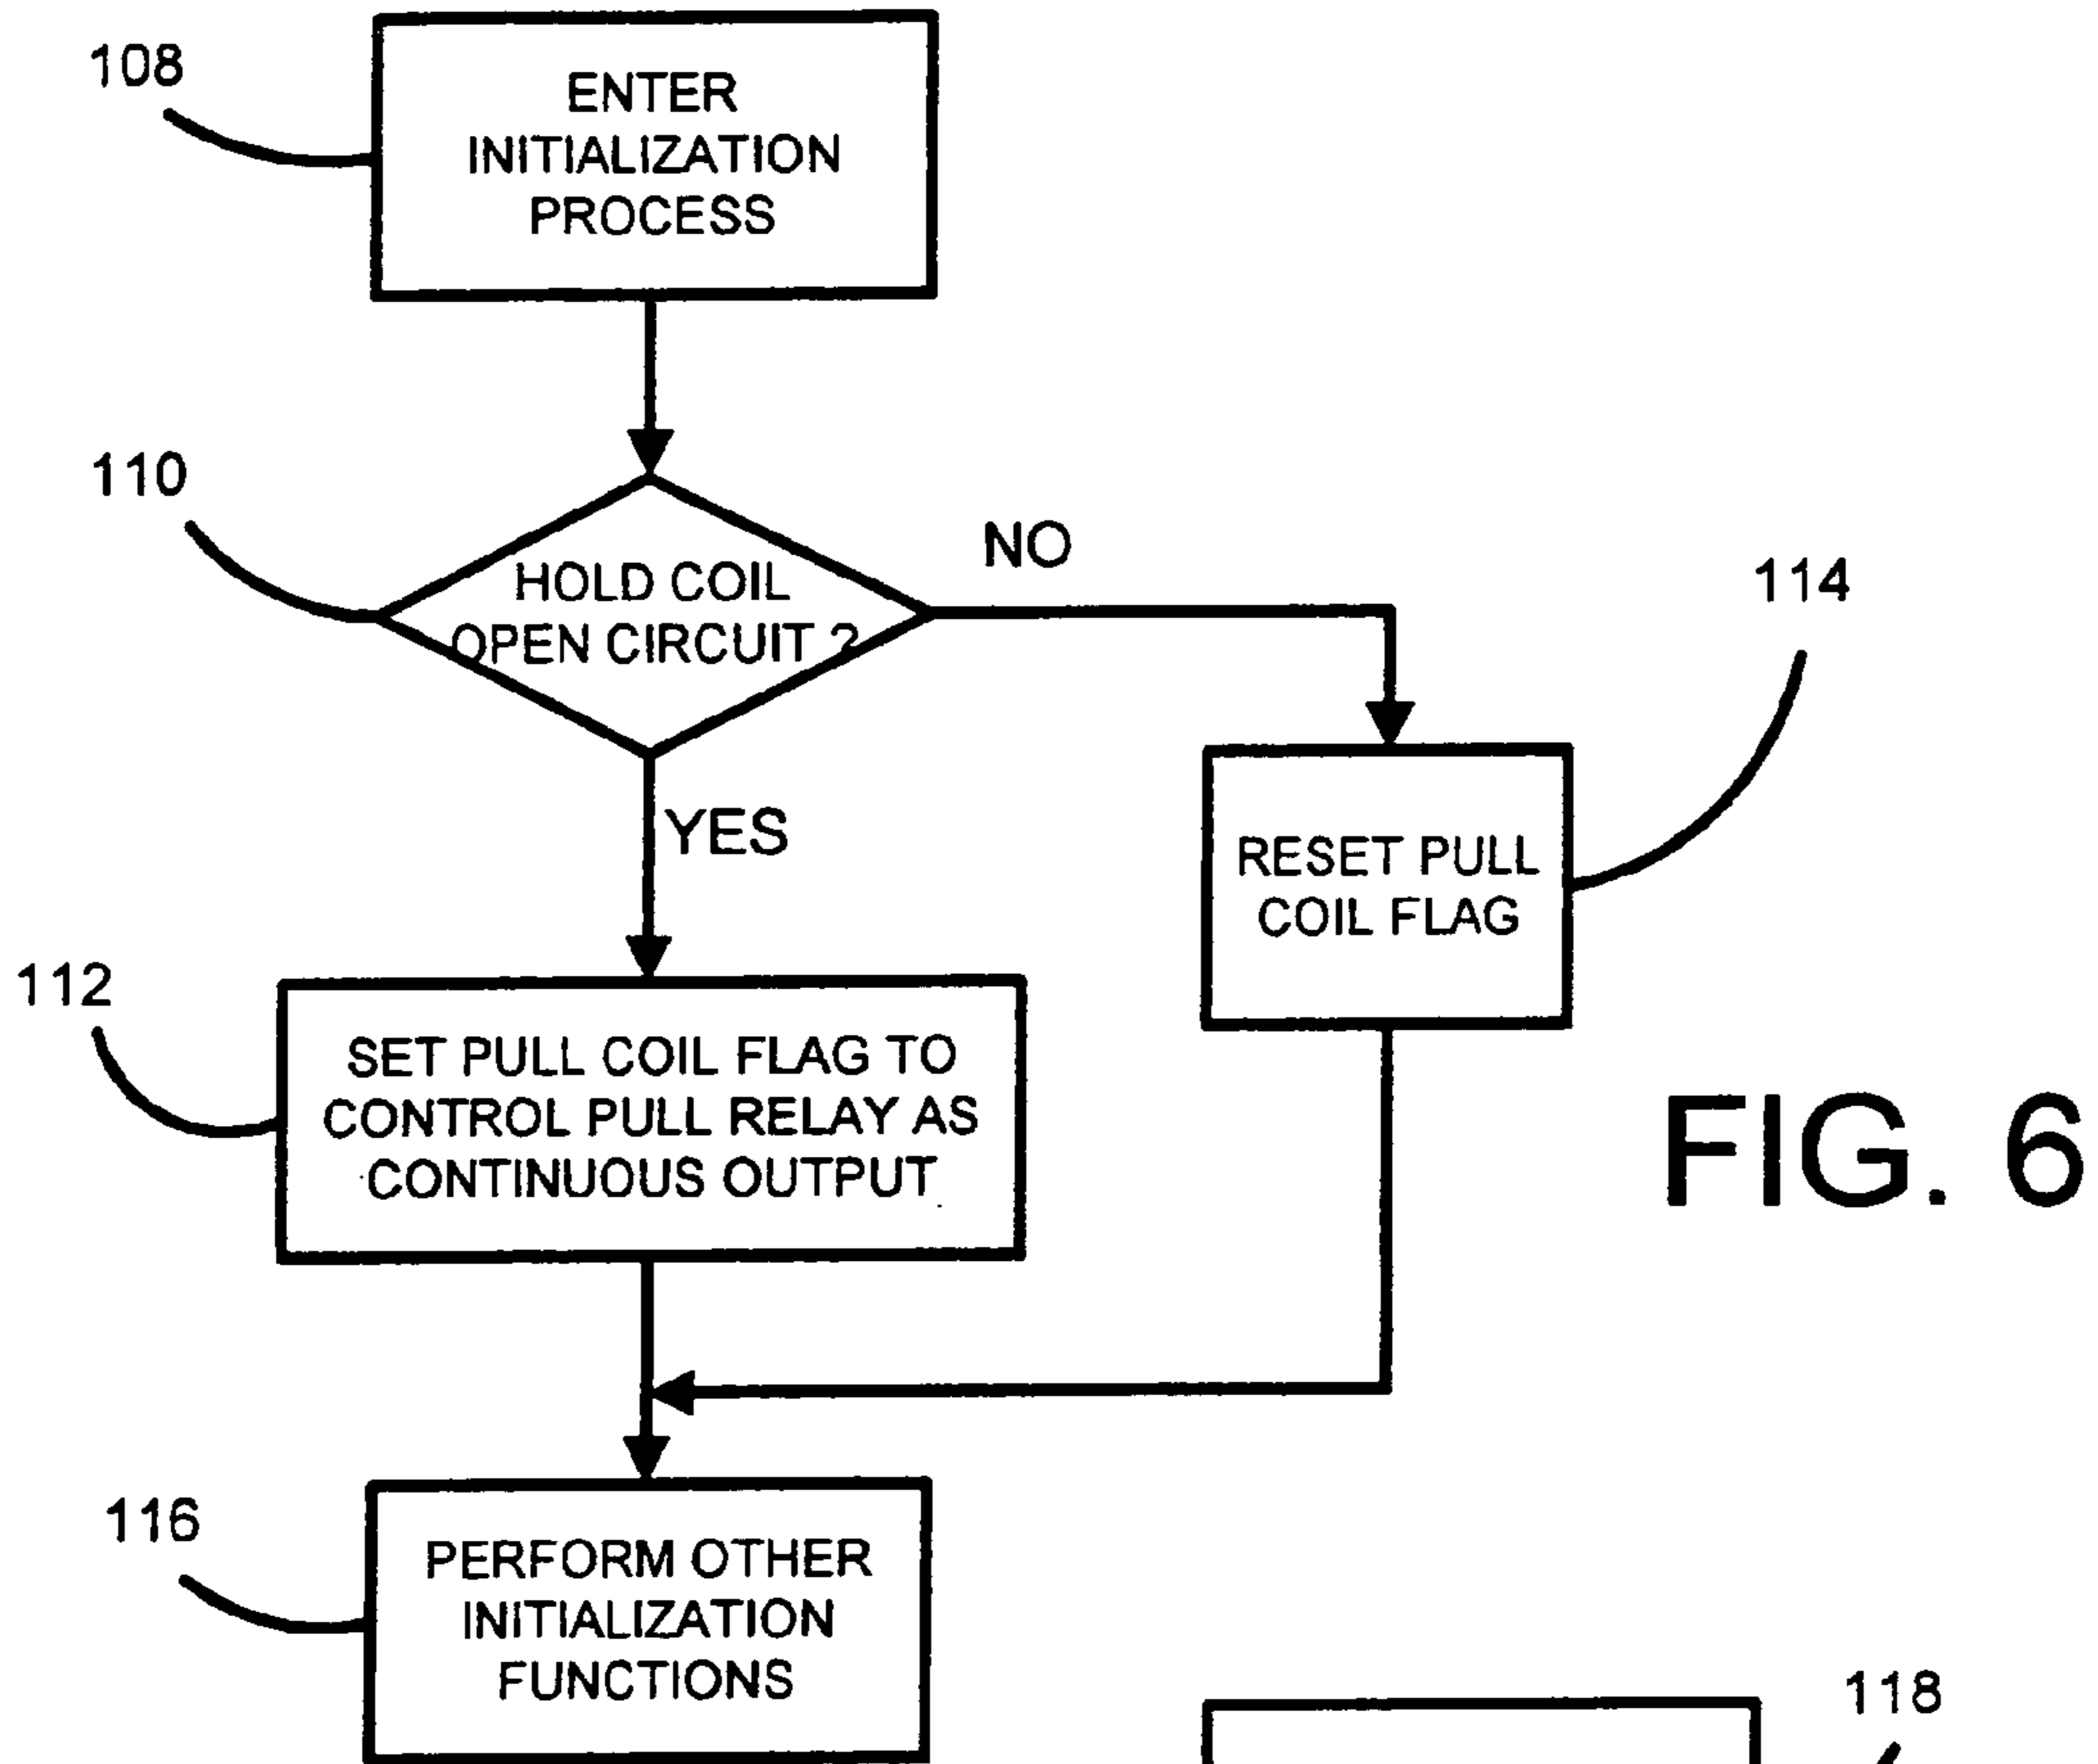 108
ENTER
INITIALIZATION
PROCESS
110
HOLD COIL
OPEN CIRCUIT ?
NO
114
YES
RESET PULL
COIL FLAG
112
SET PULL COIL FLAG TO
CONTROL PULL RELAY AS
CONTINUOUS OUTPUT
FIG. 6
116
PERFORM OTHER
INITIALIZATION
FUNCTIONS
118